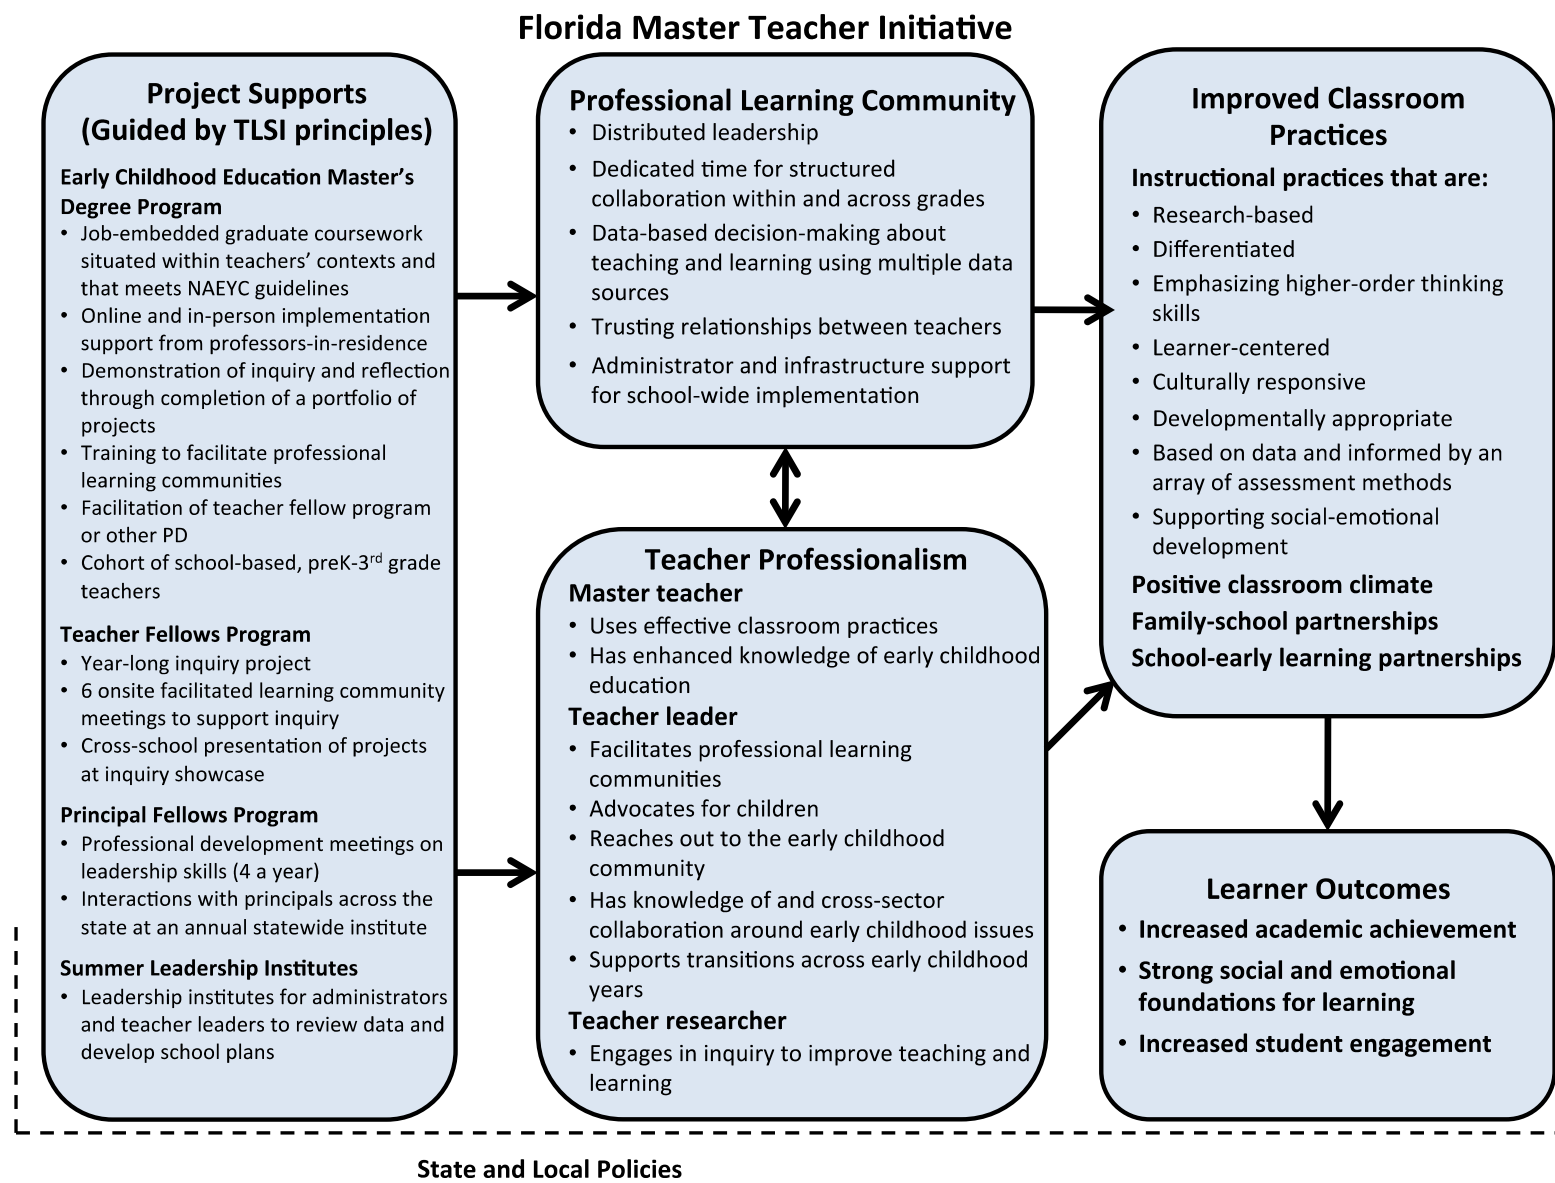 Florida Master Teacher Initiative
Project Supports
(Guided by TLSI principles)
Early Childhood Education Master's
Degree Program
• Job-embedded graduate coursework
situated within teachers' contexts and
that meets NAEYC guidelines
• Online and in-person implementation
support from professors-in-residence
• Demonstration of inquiry and reflection
through completion of a portfolio of
projects
• Training to facilitate professional
learning communities
• Facilitation of teacher fellow program
or other PD
• Cohort of school-based, preK-3rd grade
teachers
Teacher Fellows Program
• Year-long inquiry project
• 6 onsite facilitated learning community
meetings to support inquiry
• Cross-school presentation of projects
at inquiry showcase
Principal Fellows Program
• Professional development meetings on
leadership skills (4 a year)
• Interactions with principals across the
state at an annual statewide institute
Summer Leadership Institutes
• Leadership institutes for administrators
and teacher leaders to review data and
develop school plans
Professional Learning Community
• Distributed leadership
• Dedicated time for structured
collaboration within and across grades
• Data-based decision-making about
teaching and learning using multiple data
sources
• Trusting relationships between teachers
• Administrator and infrastructure support
for school-wide implementation
Teacher Professionalism
Master teacher
• Uses effective classroom practices
• Has enhanced knowledge of early childhood
education
Teacher leader
• Facilitates professional learning
communities
• Advocates for children
• Reaches out to the early childhood
community
• Has knowledge of and cross-sector
collaboration around early childhood issues
• Supports transitions across early childhood
years
Teacher researcher
• Engages in inquiry to improve teaching and
learning
Improved Classroom
Practices
Instructional practices that are:
• Research-based
• Differentiated
• Emphasizing higher-order thinking
skills
• Learner-centered
• Culturally responsive
• Developmentally appropriate
• Based on data and informed by an
array of assessment methods
• Supporting social-emotional
development
Positive classroom climate
Family-school partnerships
School-early learning partnerships
Learner Outcomes
• Increased academic achievement
• Strong social and emotional
foundations for learning
• Increased student engagement
State and Local Policies